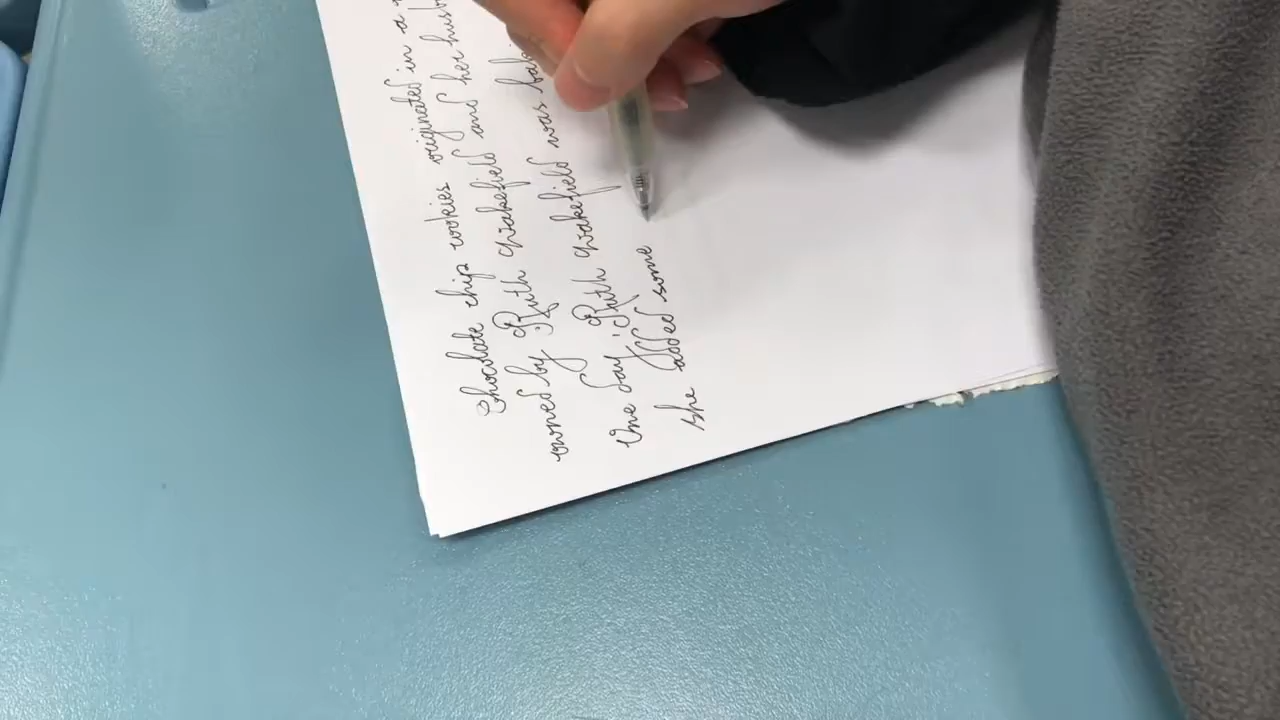 Chocolate chip cookies originated in a
owned by Ruth Wakefield and her husb
One day, Ruth Wakefield was bak
she added some